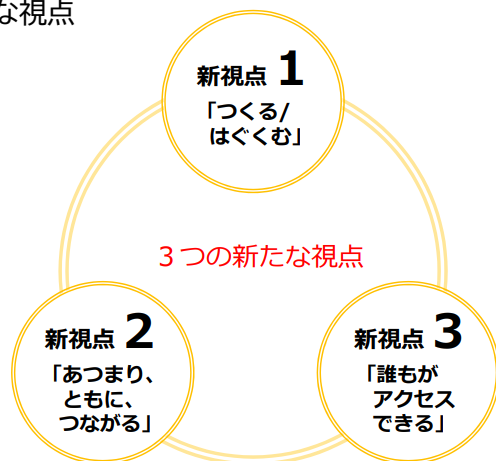 な視点
新視点 1
「つくる/
はぐくむ」
３つの新たな視点
新視点 2
「あつまり、
ともに、
つながる」
新視点 3
「誰もが
アクセス
できる」